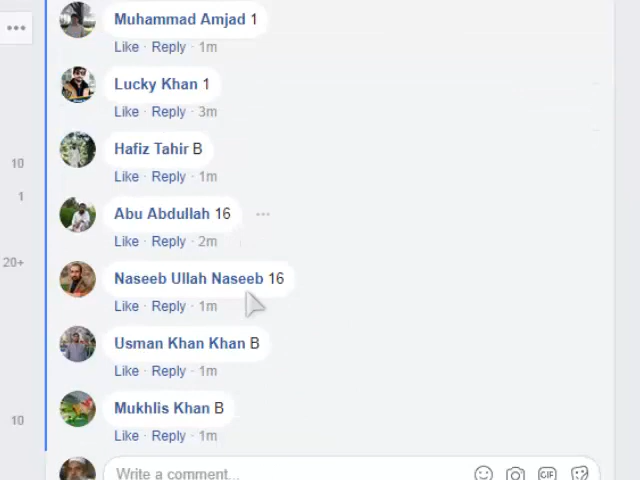 Muhammad Amjad 1
Like · Reply · 1m
Lucky Khan 1
Like · Reply · 3m
Hafiz Tahir B
10
Like · Reply · 1m
1
Abu Abdullah 16
Like · Reply · 2m
20+
Naseeb Ullah Naseeb 16
Like · Reply · 1m
Usman Khan Khan B
Like · Reply · 1m
Mukhlis Khan B
10
Like · Reply · 1m
Write a comment...
GIF